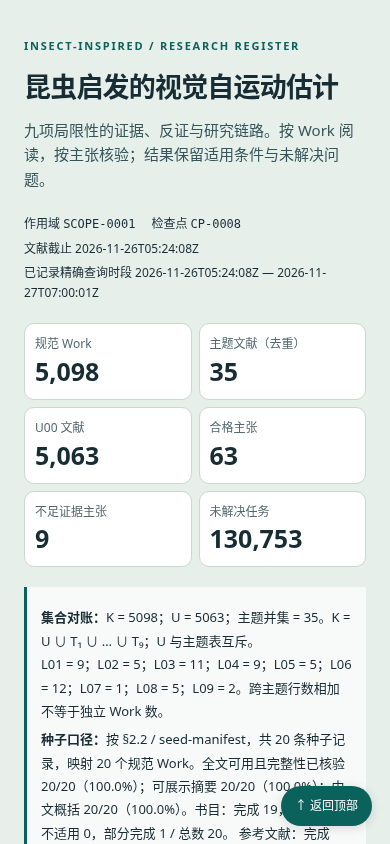 INSECT-INSPIRED / RESEARCH REGISTER
昆虫启发的视觉自运动估计
九项局限性的证据、反证与研究链路。按 Work 阅
读，按主张核验；结果保留适用条件与未解决问
题。
作用域 SCOPE-0001 检查点 CP-0008
文献截止 2026-11-26T05:24:08Z
已记录精确查询时段 2026-11-26T05:24:08Z — 2026-11-
27T07:00:01Z
规范 Work
5,098
主题文献（去重）
35
U00 文献
5,063
合格主张
63
不足证据主张
9
未解决任务
130,753
集合对账：K = 5098；U = 5063；主题并集 = 35。K =
U ∪ T₁ ∪ … ∪ T₉；U 与主题表互斥。
L01 = 9；L02 = 5；L03 = 11；L04 = 9；L05 = 5；L06
= 12；L07 = 1；L08 = 5；L09 = 2。跨主题行数相加
不等于独立 Work 数。
种子口径：按 §2.2 / seed-manifest，共 20 条种子记
录，映射 20 个规范 Work。全文可用且完整性已核验
20/20（100.0%）；可展示摘要 20/20（100.0%）；中
文概括 20/20（100.0%）。书目：完成 19，
不适用 0，部分完成 1 / 总数 20。 参考文献：完成
↑ 返回顶部